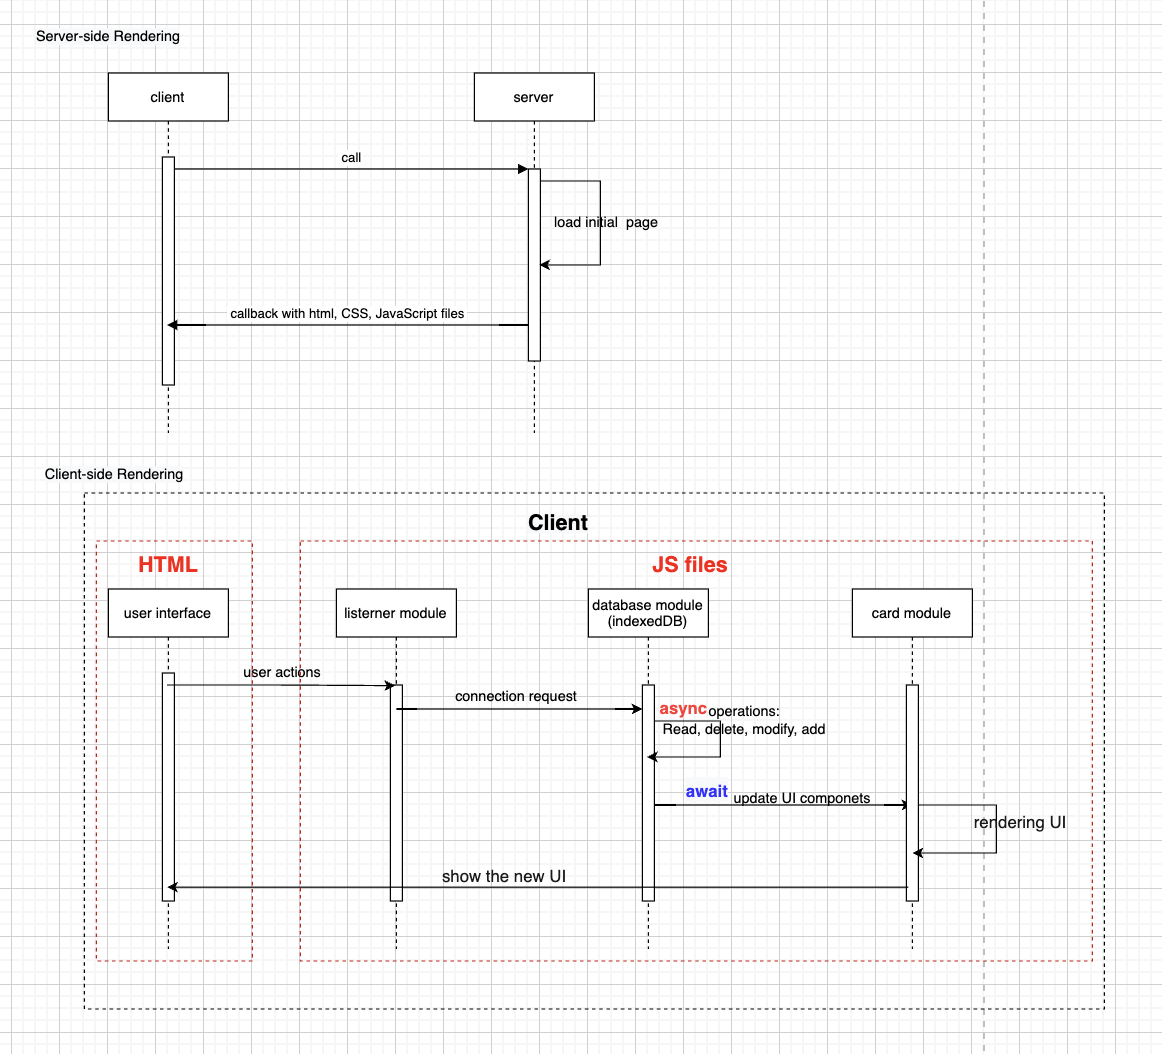 Server-side Rendering
client
server
call
load initial  page
callback with html, CSS, JavaScript files
Client-side Rendering
Client
HTML
JS files
user interface
listerner module
database module
(indexedDB)
card module
user actions
connection request
async operations:
Read, delete, modify, add
await update UI componets
rendering UI
show the new UI